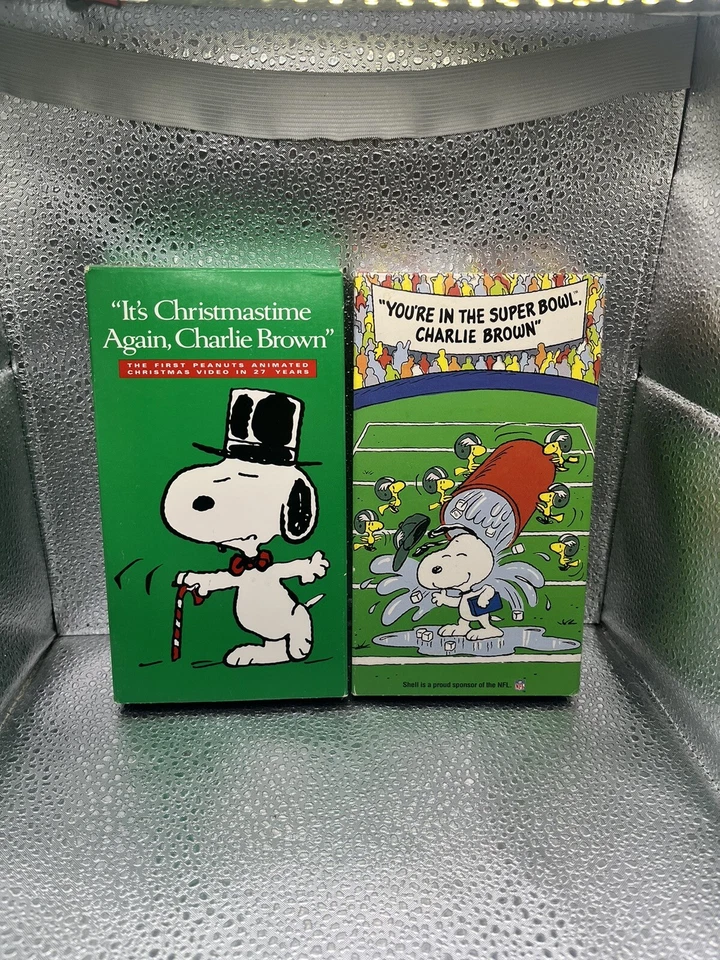 "It's Christmastime
Again, Charlie Brown"
THE FIRST PEANUTS ANIMATED
CHRISTMAS VIDEO IN 27 YEARS
"YOU'RE IN THE SUPER BOWL,™
CHARLIE BROWN"
Shell is a proud sponsor of the NFL.